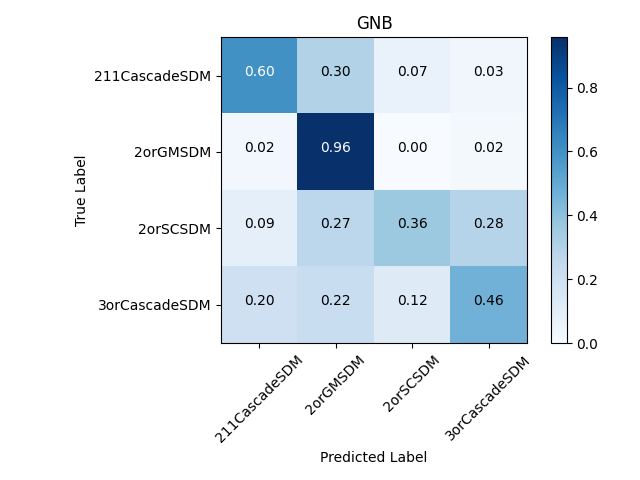 GNB
211CascadeSDM 0.60 0.30 0.07 0.03
2orGMSDM 0.02 0.96 0.00 0.02
2orSCSDM 0.09 0.27 0.36 0.28
3orCascadeSDM 0.20 0.22 0.12 0.46
True Label
211CascadeSDM 2orGMSDM 2orSCSDM 3orCascadeSDM
Predicted Label
0.8
0.6
0.4
0.2
0.0